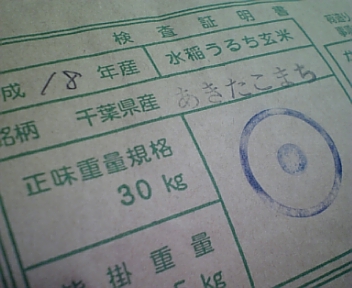 検査証明書
成18年産 水稲うるち玄米
銘柄 千葉県産 あきたこまち
正味重量規格
30kg
掛重量
kg